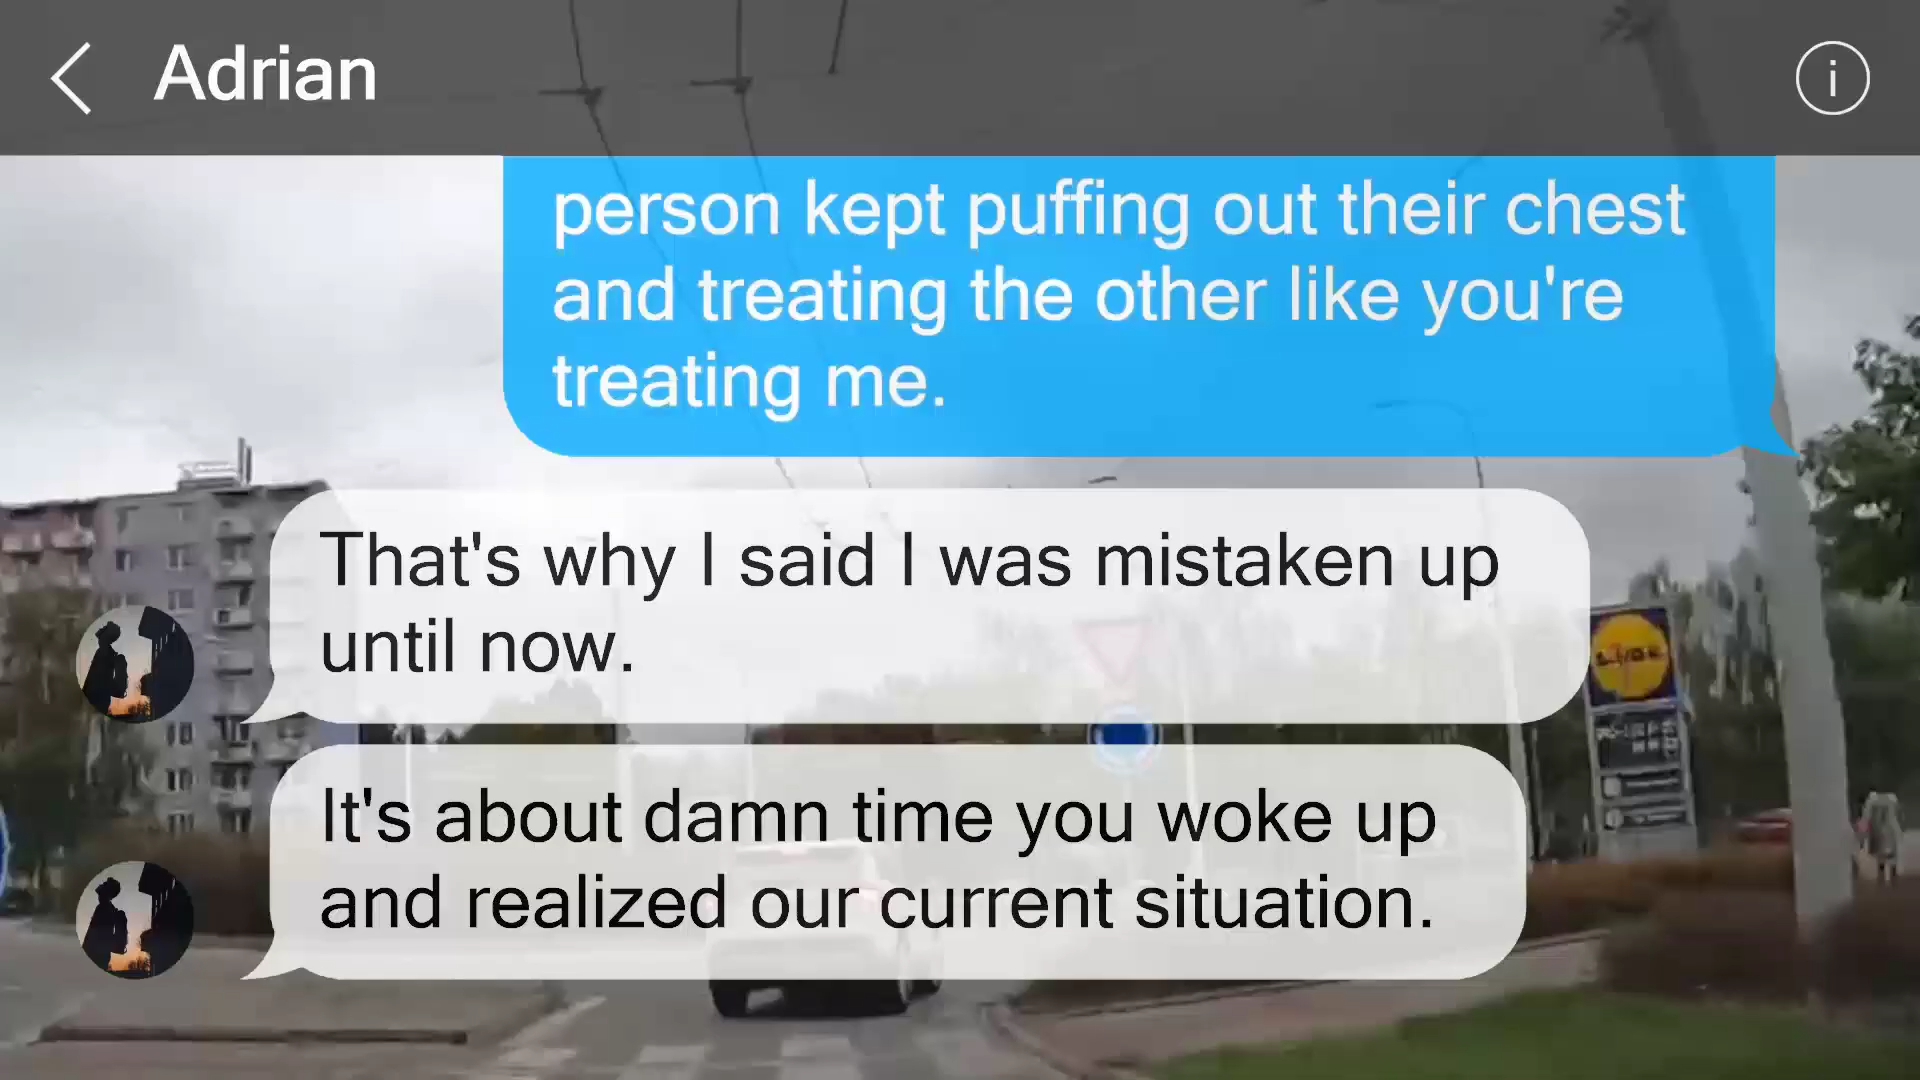 Adrian
i
person kept puffing out their chest
and treating the other like you're
treating me.
That's why I said I was mistaken up
until now.
It's about damn time you woke up
and realized our current situation.